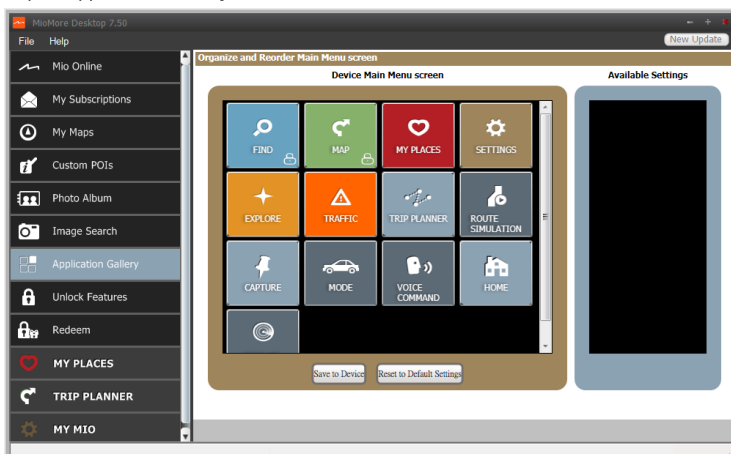 MioMore Desktop 7.50
File Help
New Update
Mio Online
My Subscriptions
My Maps
Custom POIs
Photo Album
Image Search
Application Gallery
Unlock Features
Redeem
MY PLACES
TRIP PLANNER
MY MIO
Organize and Reorder Main Menu screen
Device Main Menu screen
Available Settings
FIND
MAP
MY PLACES
SETTINGS
EXPLORE
TRAFFIC
TRIP PLANNER
ROUTE
SIMULATION
CAPTURE
MODE
VOICE
COMMAND
HOME
Save to Device
Reset to Default Settings